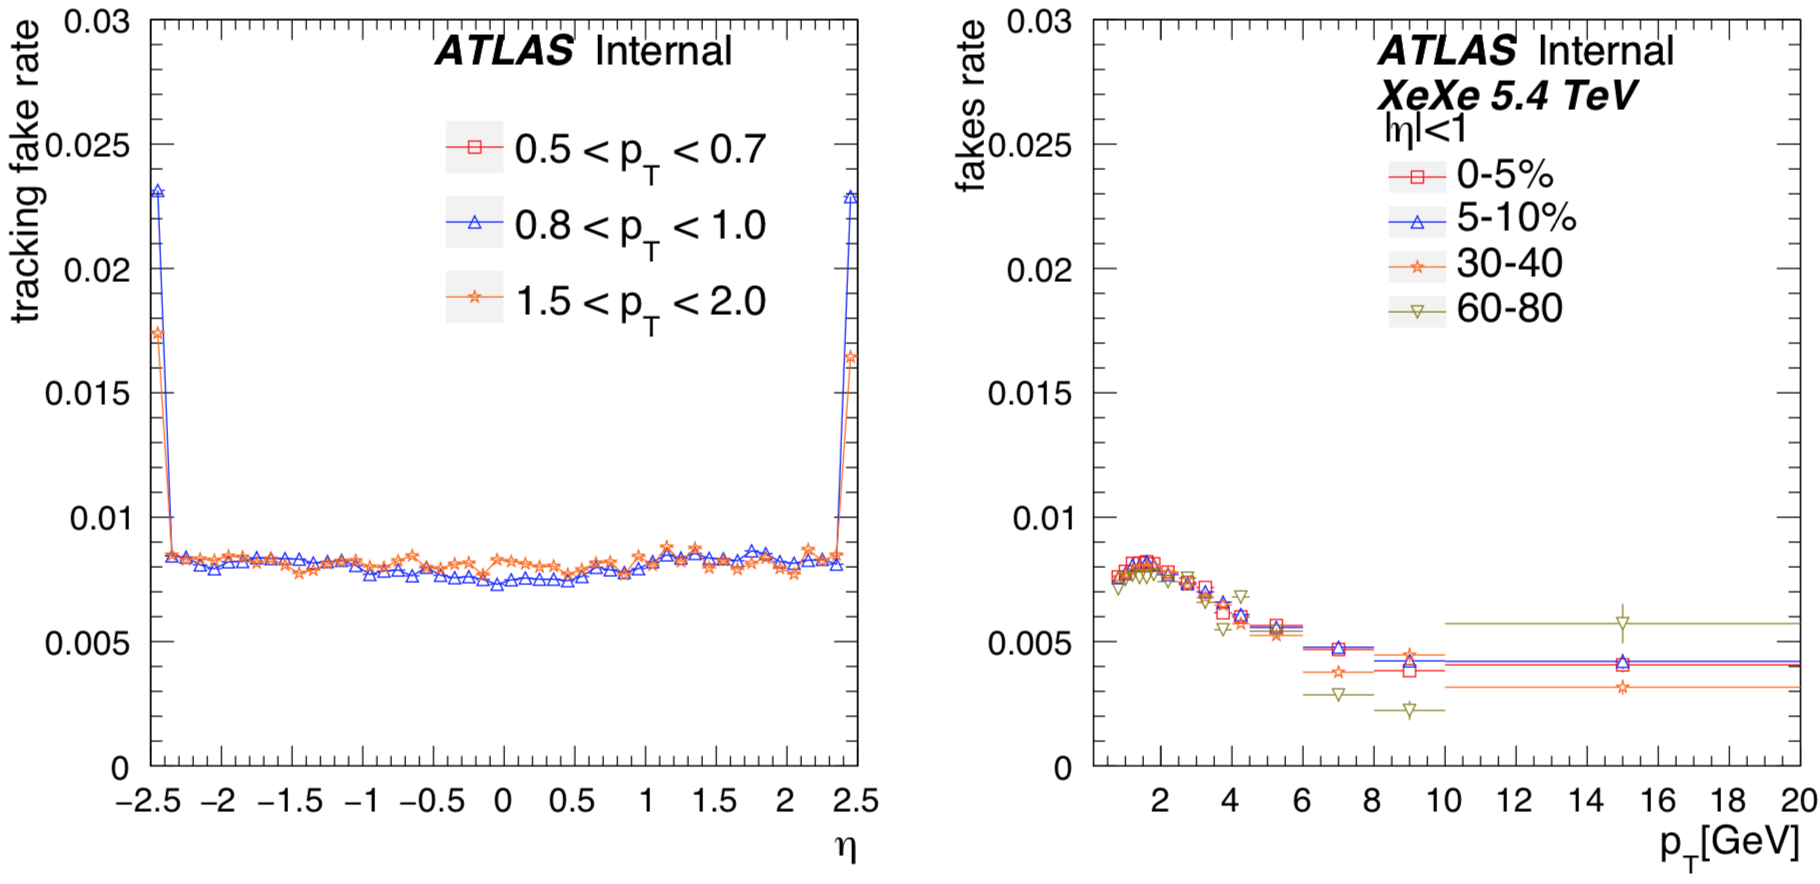 tracking fake rate
0.03
0.025
0.02
0.015
0.01
0.005
0
ATLAS Internal
0.5 < p_T < 0.7
0.8 < p_T < 1.0
1.5 < p_T < 2.0
−2.5 −2 −1.5 −1 −0.5 0 0.5 1 1.5 2 2.5
η
fakes rate
0.03
0.025
0.02
0.015
0.01
0.005
0
ATLAS Internal
XeXe 5.4 TeV
|η|<1
0-5%
5-10%
30-40
60-80
2 4 6 8 10 12 14 16 18 20
p_T[GeV]